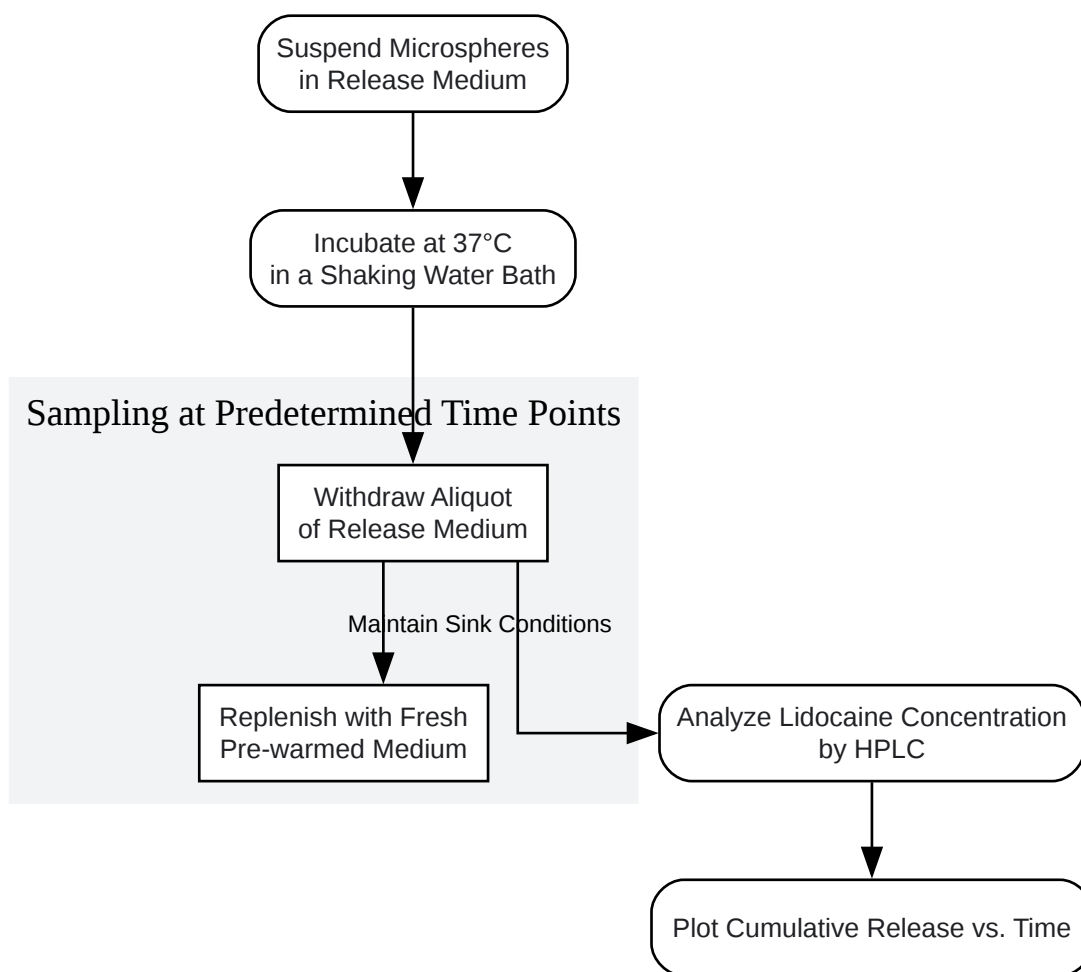 Suspend Microspheres
in Release Medium
Incubate at 37°C
in a Shaking Water Bath
Sampling at Predetermined Time Points
Withdraw Aliquot
of Release Medium
Maintain Sink Conditions
Replenish with Fresh
Pre-warmed Medium
Analyze Lidocaine Concentration
by HPLC
Plot Cumulative Release vs. Time